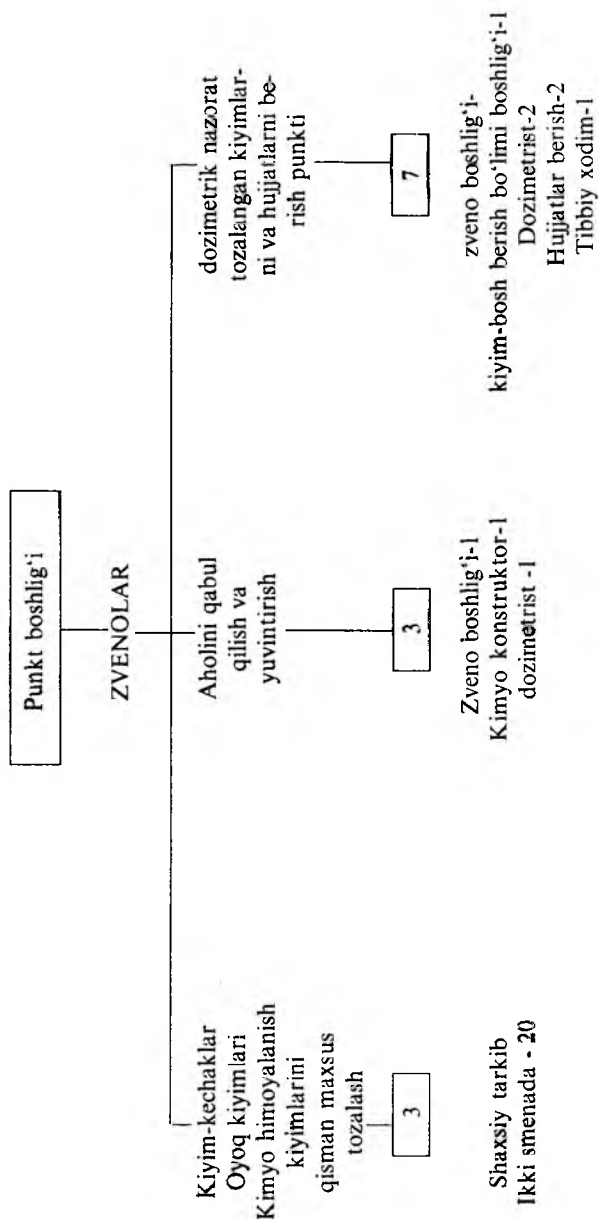 Punkt boshlig‘i
ZVENOLAR
Kiyim-kechaklar
Oyoq kiyimlari
Kimyo himoyalanish
kiyimlarini
qisman maxsus
tozalash
3
Shaxsiy tarkib
Ikki smenada - 20
Aholini qabul
qilish va
yuvintirish
3
Zveno boshlig‘i-1
Kimyo konstruktor-1
dozimetrist -1
dozimetrik nazorat
tozalangan kiyimlar-
ni va hujjatlarni be-
rish punkti
7
zveno boshlig‘i-
kiyim-bosh berish bo‘limi boshlig‘i-1
Dozimetrist-2
Hujjatlar berish-2
Tibbiy xodim-1